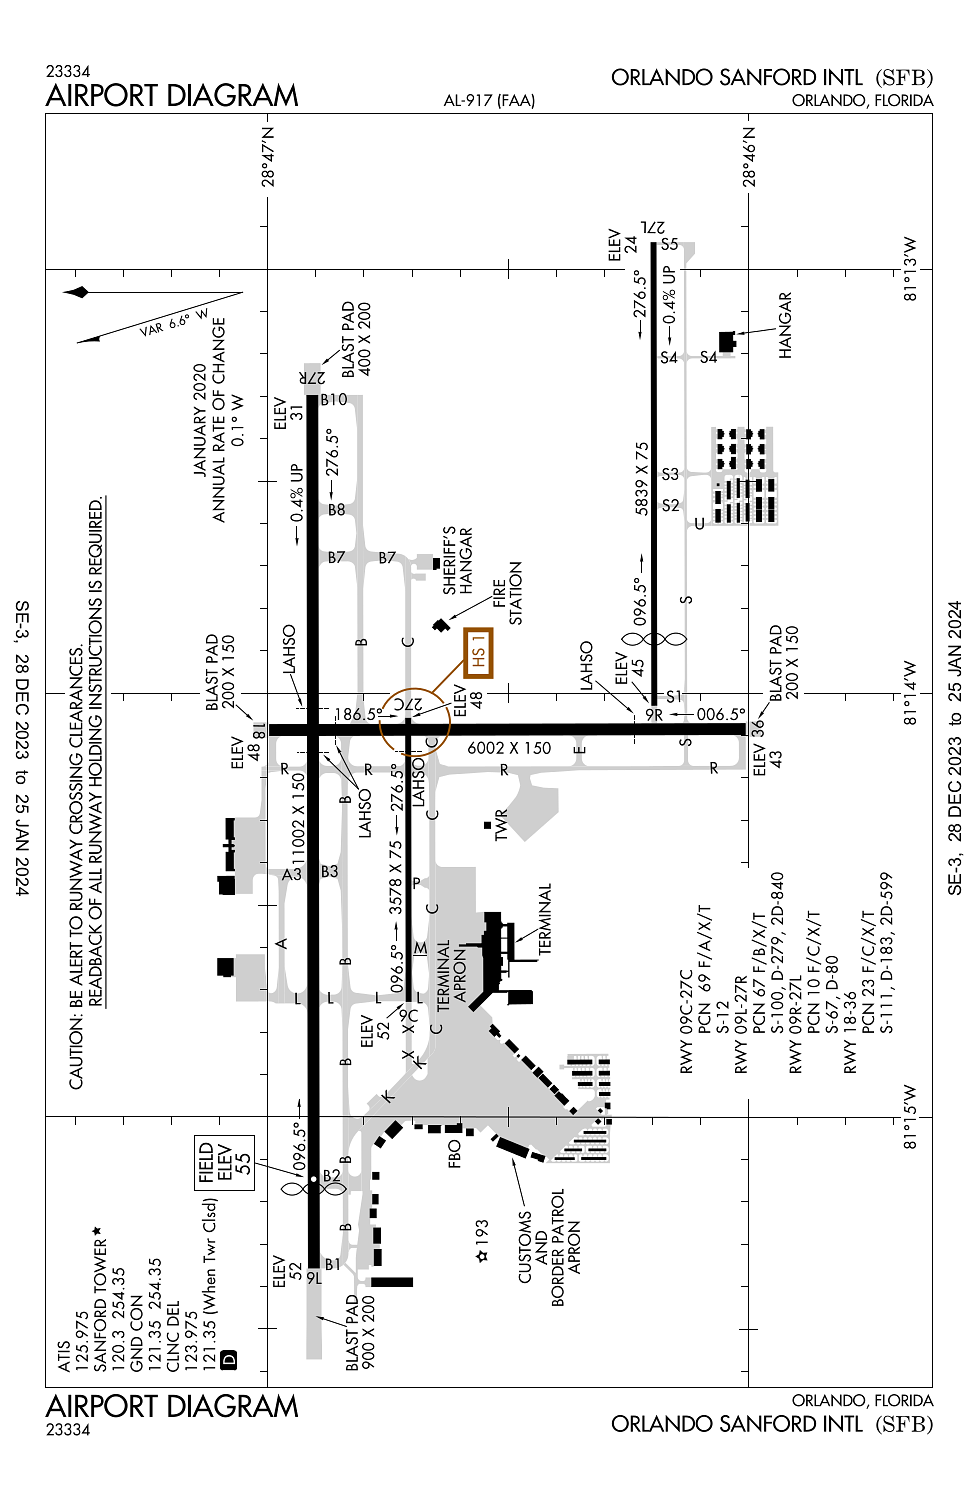 23334
AIRPORT DIAGRAM
AL-917 (FAA)
ORLANDO SANFORD INTL (SFB)
ORLANDO, FLORIDA
28°47'N
28°46'N
81°13'W
81°14'W
81°15'W
VAR 6.6° W
JANUARY 2020
ANNUAL RATE OF CHANGE
0.1° W
CAUTION: BE ALERT TO RUNWAY CROSSING CLEARANCES.
READBACK OF ALL RUNWAY HOLDING INSTRUCTIONS IS REQUIRED.
SE-3, 28 DEC 2023 to 25 JAN 2024
SE-3, 28 DEC 2023 to 25 JAN 2024
ELEV
24
27L
S5
276.5°
0.4% UP
S4
S4
HANGAR
BLAST PAD
400 X 200
27R
ELEV
31
B10
276.5°
0.4% UP
B8
B7
B7
SHERIFF'S
HANGAR
FIRE
STATION
5839 X 75
S3
S2
U
S
096.5°
B
C
HS 1
LAHSO
LAHSO
BLAST PAD
200 X 150
ELEV
45
S1
9R
BLAST PAD
200 X 150
ELEV
48
27C
186.5°
006.5°
18
ELEV
48
36
ELEV
43
6002 X 150
C
E
S
R
R
R
R
LAHSO
LAHSO
B
C
TWR
11002 X 150
276.5°
3578 X 75
096.5°
A3
B3
P
C
A
B
M
TERMINAL
APRON
TERMINAL
L
L
L
L
9C
ELEV
52
X
X
C
K
K
B
096.5°
FIELD
ELEV
55
B
B2
B
FBO
193
CUSTOMS
AND
BORDER PATROL
APRON
ELEV
52
9L
B1
BLAST PAD
900 X 200
RWY 09C-27C
PCN 69 F/A/X/T
S-12
RWY 09L-27R
PCN 67 F/B/X/T
S-100, D-279, 2D-840
RWY 09R-27L
PCN 10 F/C/X/T
S-67, D-80
RWY 18-36
PCN 23 F/C/X/T
S-111, D-183, 2D-599
ATIS
125.975
SANFORD TOWER★
120.3 254.35
GND CON
121.35 254.35
CLNC DEL
123.975
121.35 (When Twr Clsd)
D
AIRPORT DIAGRAM
23334
ORLANDO, FLORIDA
ORLANDO SANFORD INTL (SFB)